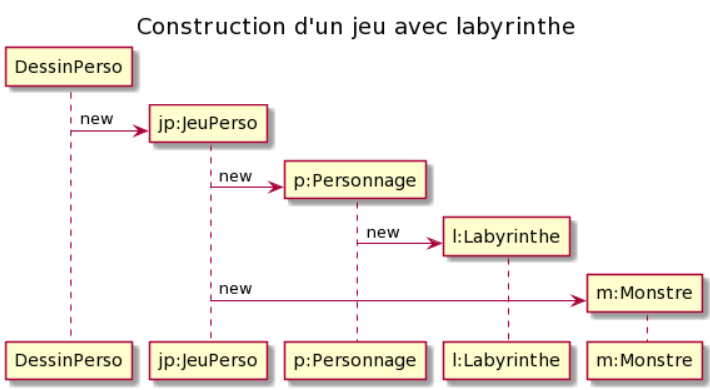 Construction d'un jeu avec labyrinthe
DessinPerso
new
jp:JeuPerso
new
p:Personnage
new
l:Labyrinthe
new
m:Monstre
DessinPerso jp:JeuPerso p:Personnage l:Labyrinthe m:Monstre